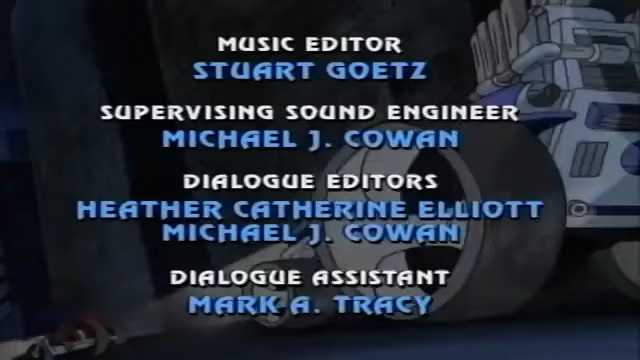 MUSIC EDITOR
STUART GOETZ
SUPERVISING SOUND ENGINEER
MICHAEL J. COWAN
DIALOGUE EDITORS
HEATHER CATHERINE ELLIOTT
MICHAEL J. COWAN
DIALOGUE ASSISTANT
MARK A. TRACY